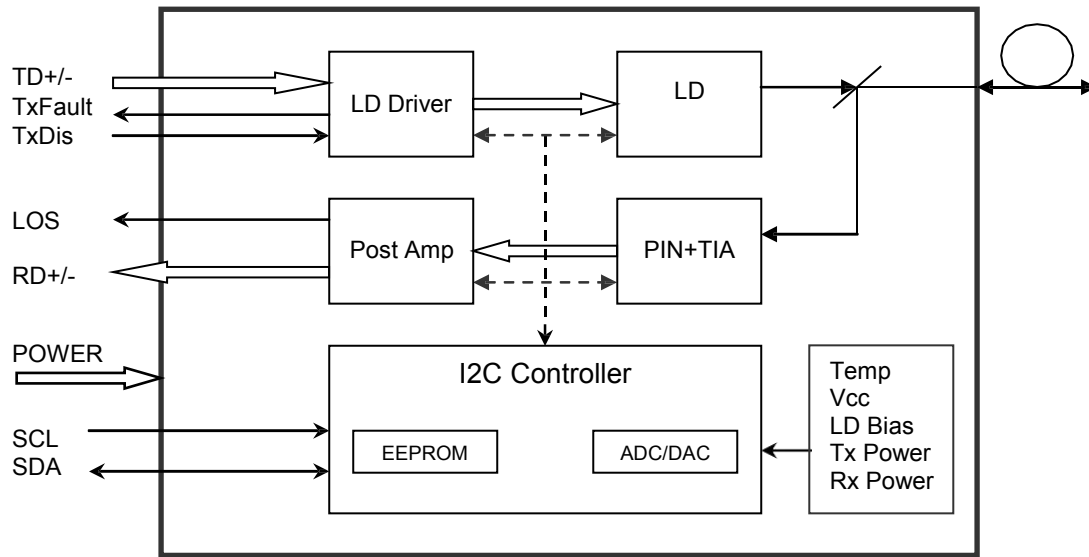 TD+/-
TxFault
TxDis
LD Driver
LD
LOS
RD+/-
Post Amp
PIN+TIA
POWER
SCL
SDA
I2C Controller
EEPROM
ADC/DAC
Temp
Vcc
LD Bias
Tx Power
Rx Power